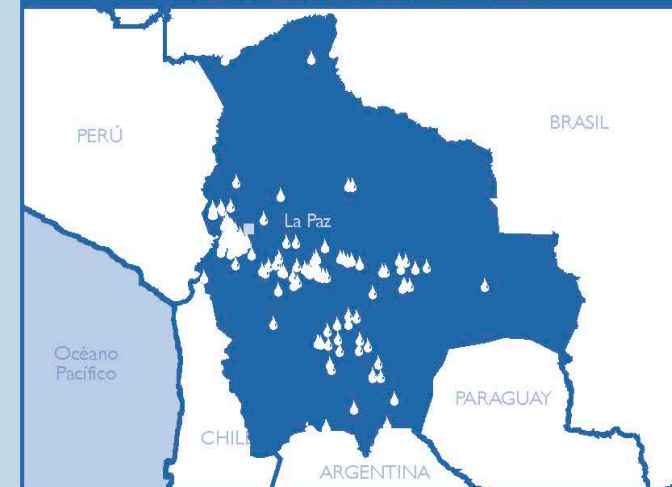 PERÚ
BRASIL
La Paz
Océano
Pacífico
PARAGUAY
CHILE
ARGENTINA